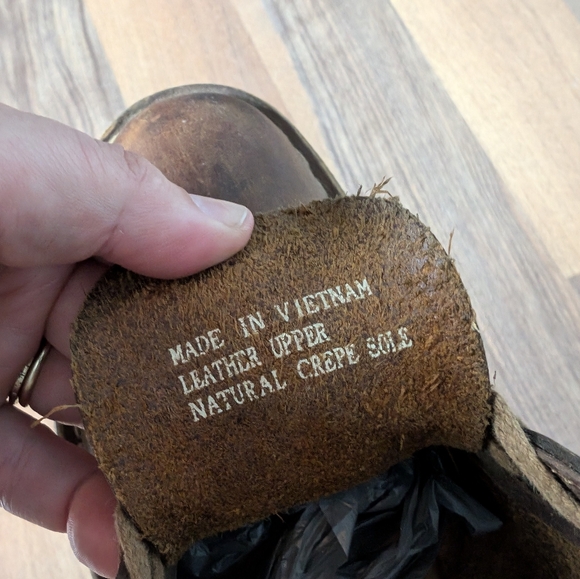 MADE IN VIETNAM
LEATHER UPPER
NATURAL CREPE SOLE